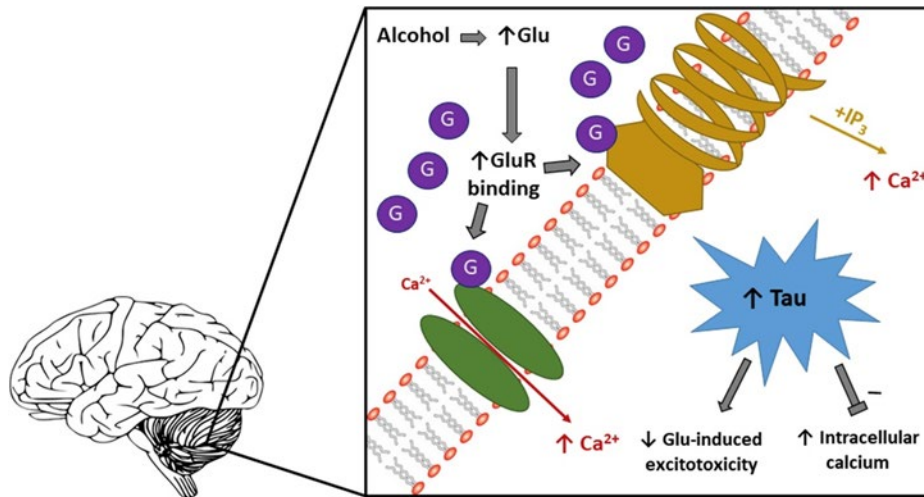 Alcohol
↑Glu
G
G
G
↑GluR
binding
G
G
G
G
Ca²⁺
↑ Ca²⁺
+IP₃
↑ Ca²⁺
↑ Tau
–
↓ Glu-induced
excitotoxicity
↑ Intracellular
calcium